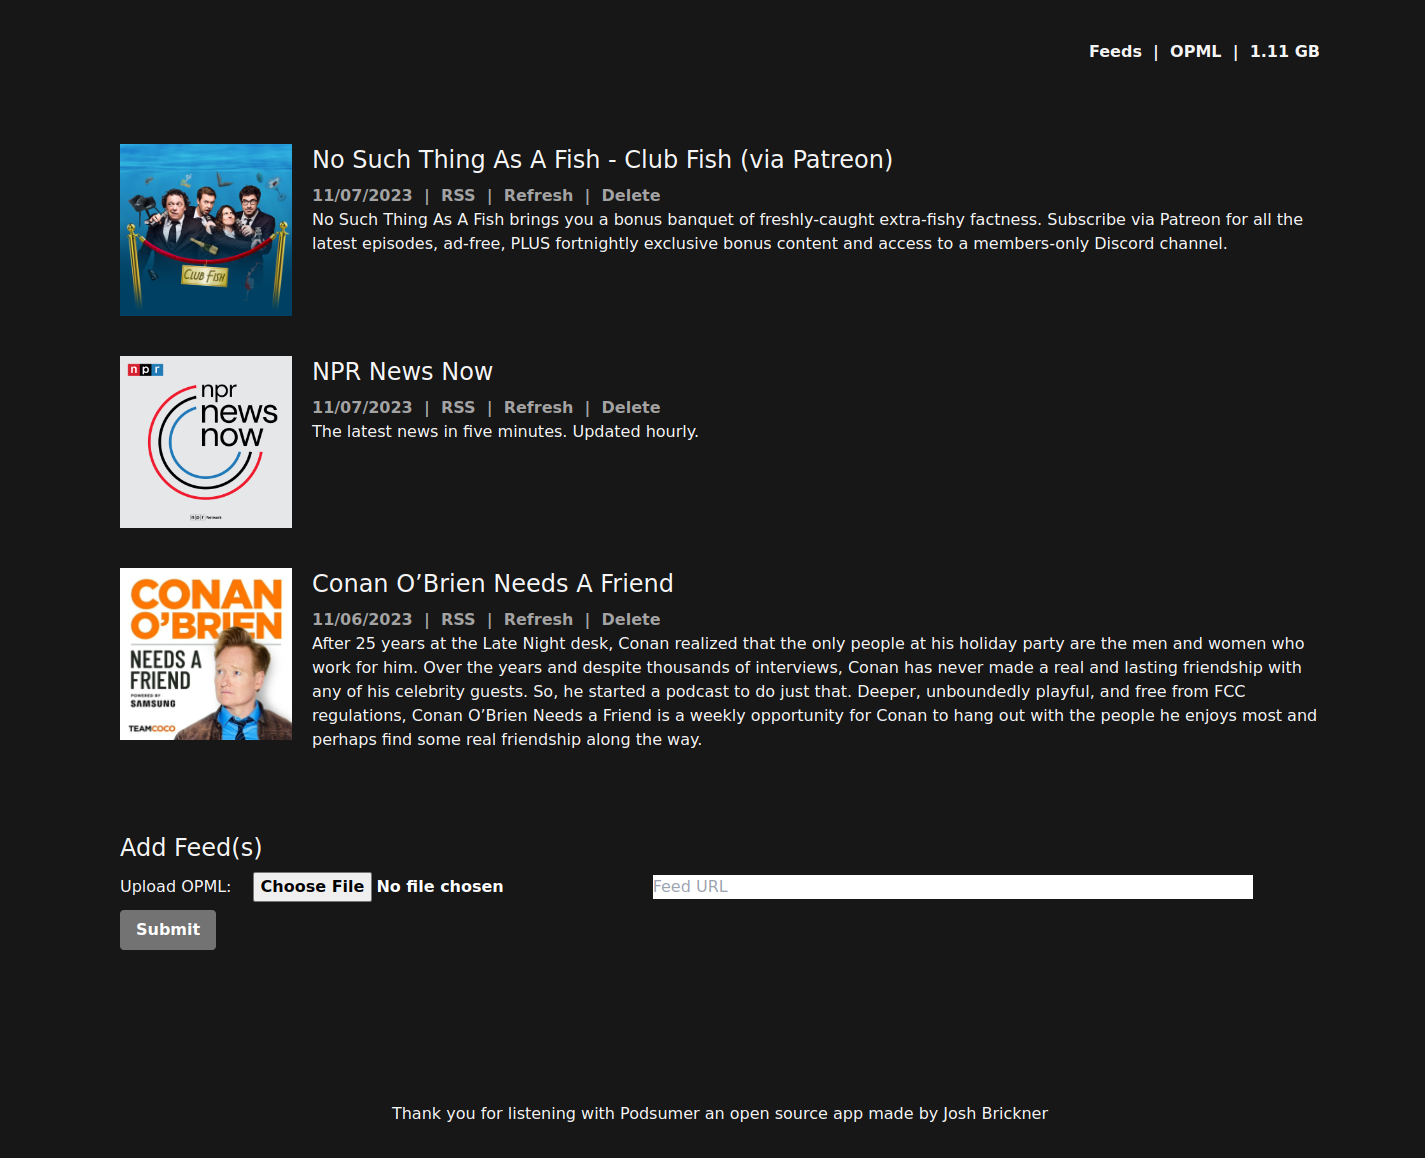 Feeds | OPML | 1.11 GB
No Such Thing As A Fish - Club Fish (via Patreon)
11/07/2023 | RSS | Refresh | Delete
No Such Thing As A Fish brings you a bonus banquet of freshly-caught extra-fishy factness. Subscribe via Patreon for all the
latest episodes, ad-free, PLUS fortnightly exclusive bonus content and access to a members-only Discord channel.
CLUB FISH
NPR News Now
11/07/2023 | RSS | Refresh | Delete
The latest news in five minutes. Updated hourly.
npr
npr
news
now
npr Network
Conan O’Brien Needs A Friend
11/06/2023 | RSS | Refresh | Delete
After 25 years at the Late Night desk, Conan realized that the only people at his holiday party are the men and women who
work for him. Over the years and despite thousands of interviews, Conan has never made a real and lasting friendship with
any of his celebrity guests. So, he started a podcast to do just that. Deeper, unboundedly playful, and free from FCC
regulations, Conan O’Brien Needs a Friend is a weekly opportunity for Conan to hang out with the people he enjoys most and
perhaps find some real friendship along the way.
CONAN
O’BRIEN
NEEDS A
FRIEND
POWERED BY
SAMSUNG
TEAMCOCO
Add Feed(s)
Upload OPML: Choose File No file chosen Feed URL
Submit
Thank you for listening with Podsumer an open source app made by Josh Brickner